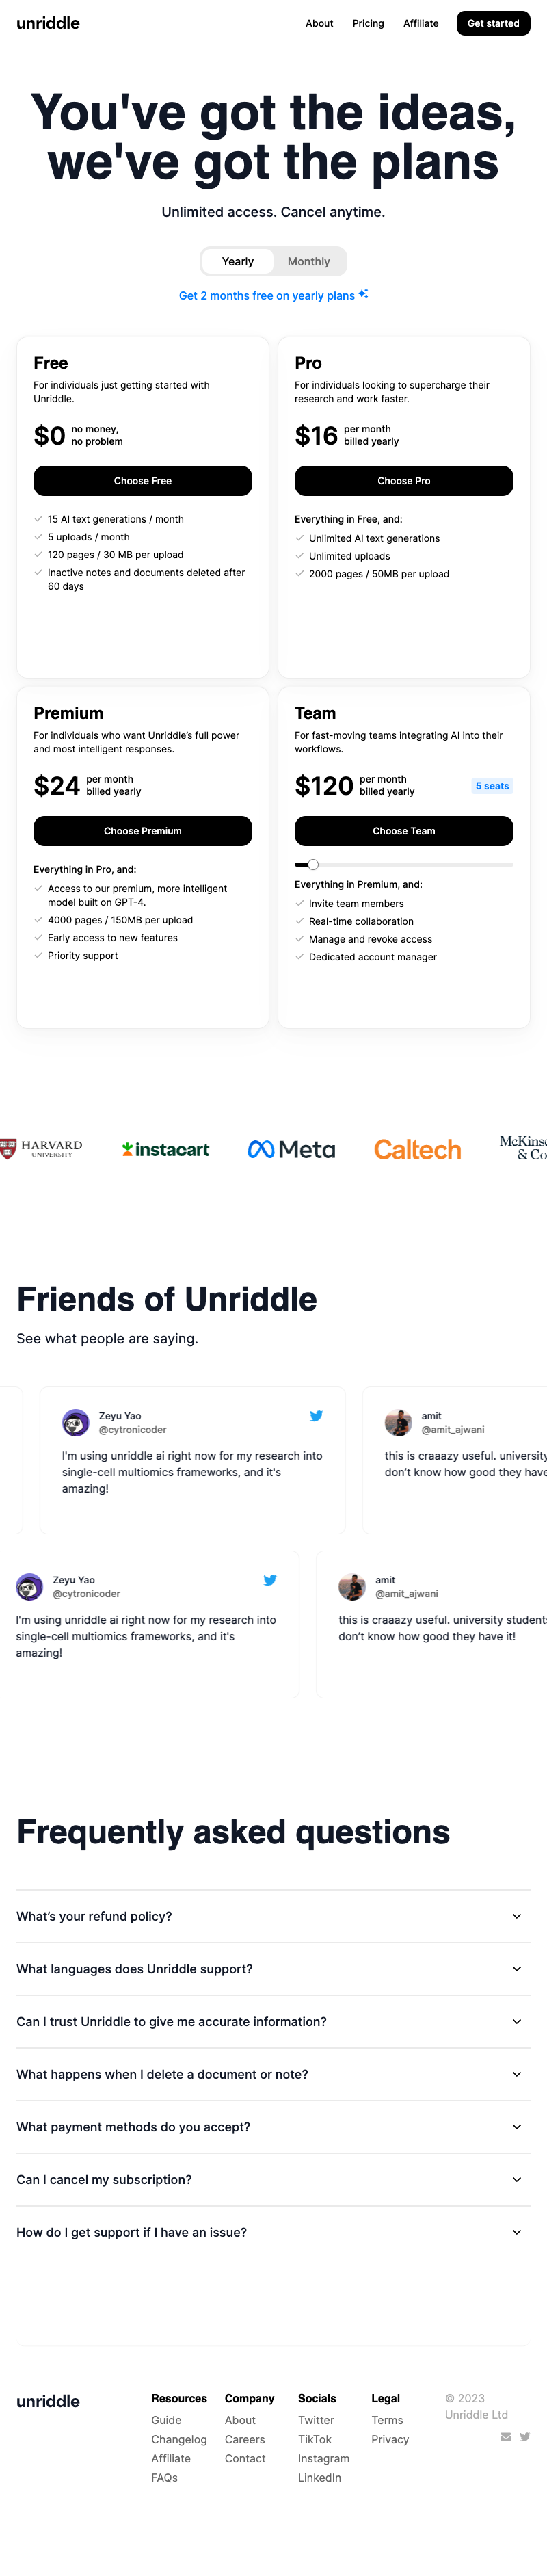 unriddle
About Pricing Affiliate Get started
You've got the ideas,
we've got the plans
Unlimited access. Cancel anytime.
Yearly Monthly
Get 2 months free on yearly plans
Free
For individuals just getting started with
Unriddle.
$0 no money,
no problem
Choose Free
15 AI text generations / month
5 uploads / month
120 pages / 30 MB per upload
Inactive notes and documents deleted after
60 days
Pro
For individuals looking to supercharge their
research and work faster.
$16 per month
billed yearly
Choose Pro
Everything in Free, and:
Unlimited AI text generations
Unlimited uploads
2000 pages / 50MB per upload
Premium
For individuals who want Unriddle’s full power
and most intelligent responses.
$24 per month
billed yearly
Choose Premium
Everything in Pro, and:
Access to our premium, more intelligent
model built on GPT-4.
4000 pages / 150MB per upload
Early access to new features
Priority support
Team
For fast-moving teams integrating AI into their
workflows.
$120 per month
billed yearly
5 seats
Choose Team
Everything in Premium, and:
Invite team members
Real-time collaboration
Manage and revoke access
Dedicated account manager
HARVARD
UNIVERSITY
instacart
Meta
Caltech
McKinse
& Co
Friends of Unriddle
See what people are saying.
Zeyu Yao
@cytronicoder
I'm using unriddle ai right now for my research into
single-cell multiomics frameworks, and it's
amazing!
amit
@amit_ajwani
this is craaazy useful. university
don’t know how good they have
Zeyu Yao
@cytronicoder
I'm using unriddle ai right now for my research into
single-cell multiomics frameworks, and it's
amazing!
amit
@amit_ajwani
this is craaazy useful. university students
don’t know how good they have it!
Frequently asked questions
What’s your refund policy?
What languages does Unriddle support?
Can I trust Unriddle to give me accurate information?
What happens when I delete a document or note?
What payment methods do you accept?
Can I cancel my subscription?
How do I get support if I have an issue?
unriddle
Resources
Guide
Changelog
Affiliate
FAQs
Company
About
Careers
Contact
Socials
Twitter
TikTok
Instagram
LinkedIn
Legal
Terms
Privacy
© 2023
Unriddle Ltd